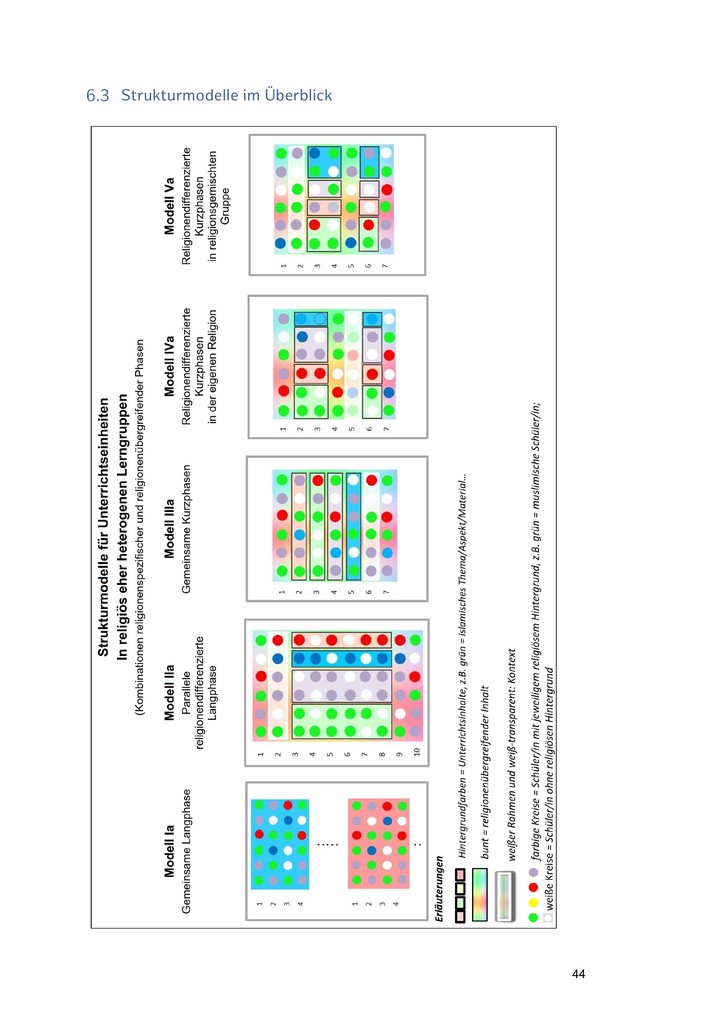 6.3 Strukturmodelle im Überblick
Strukturmodelle für Unterrichtseinheiten
In religiös eher heterogenen Lerngruppen
(Kombinationen religionenspezifischer und religionenübergreifender Phasen)
Modell Ia
Gemeinsame Langphase
1
2
3
4
.....
1
2
3
4
..
Modell IIa
Parallele
religionendifferenzierte
Langphase
1
2
3
4
5
6
7
8
9
10
Modell IIIa
Gemeinsame Kurzphasen
1
2
3
4
5
6
7
Modell IVa
Religionendifferenzierte
Kurzphasen
in der eigenen Religion
1
2
3
4
5
6
7
Modell Va
Religionendifferenzierte
Kurzphasen
in religionsgemischten
Gruppe
1
2
3
4
5
6
7
Erläuterungen
Hintergrundfarben = Unterrichtsinhalte, z.B. grün = islamisches Thema/Aspekt/Material...
bunt = religionenübergreifender Inhalt
weißer Rahmen und weiß-transparent: Kontext
farbige Kreise = Schüler/in mit jeweiligem religiösem Hintergrund, z.B. grün = muslimische Schüler/in;
weiße Kreise = Schüler/in ohne religiösen Hintergrund
44